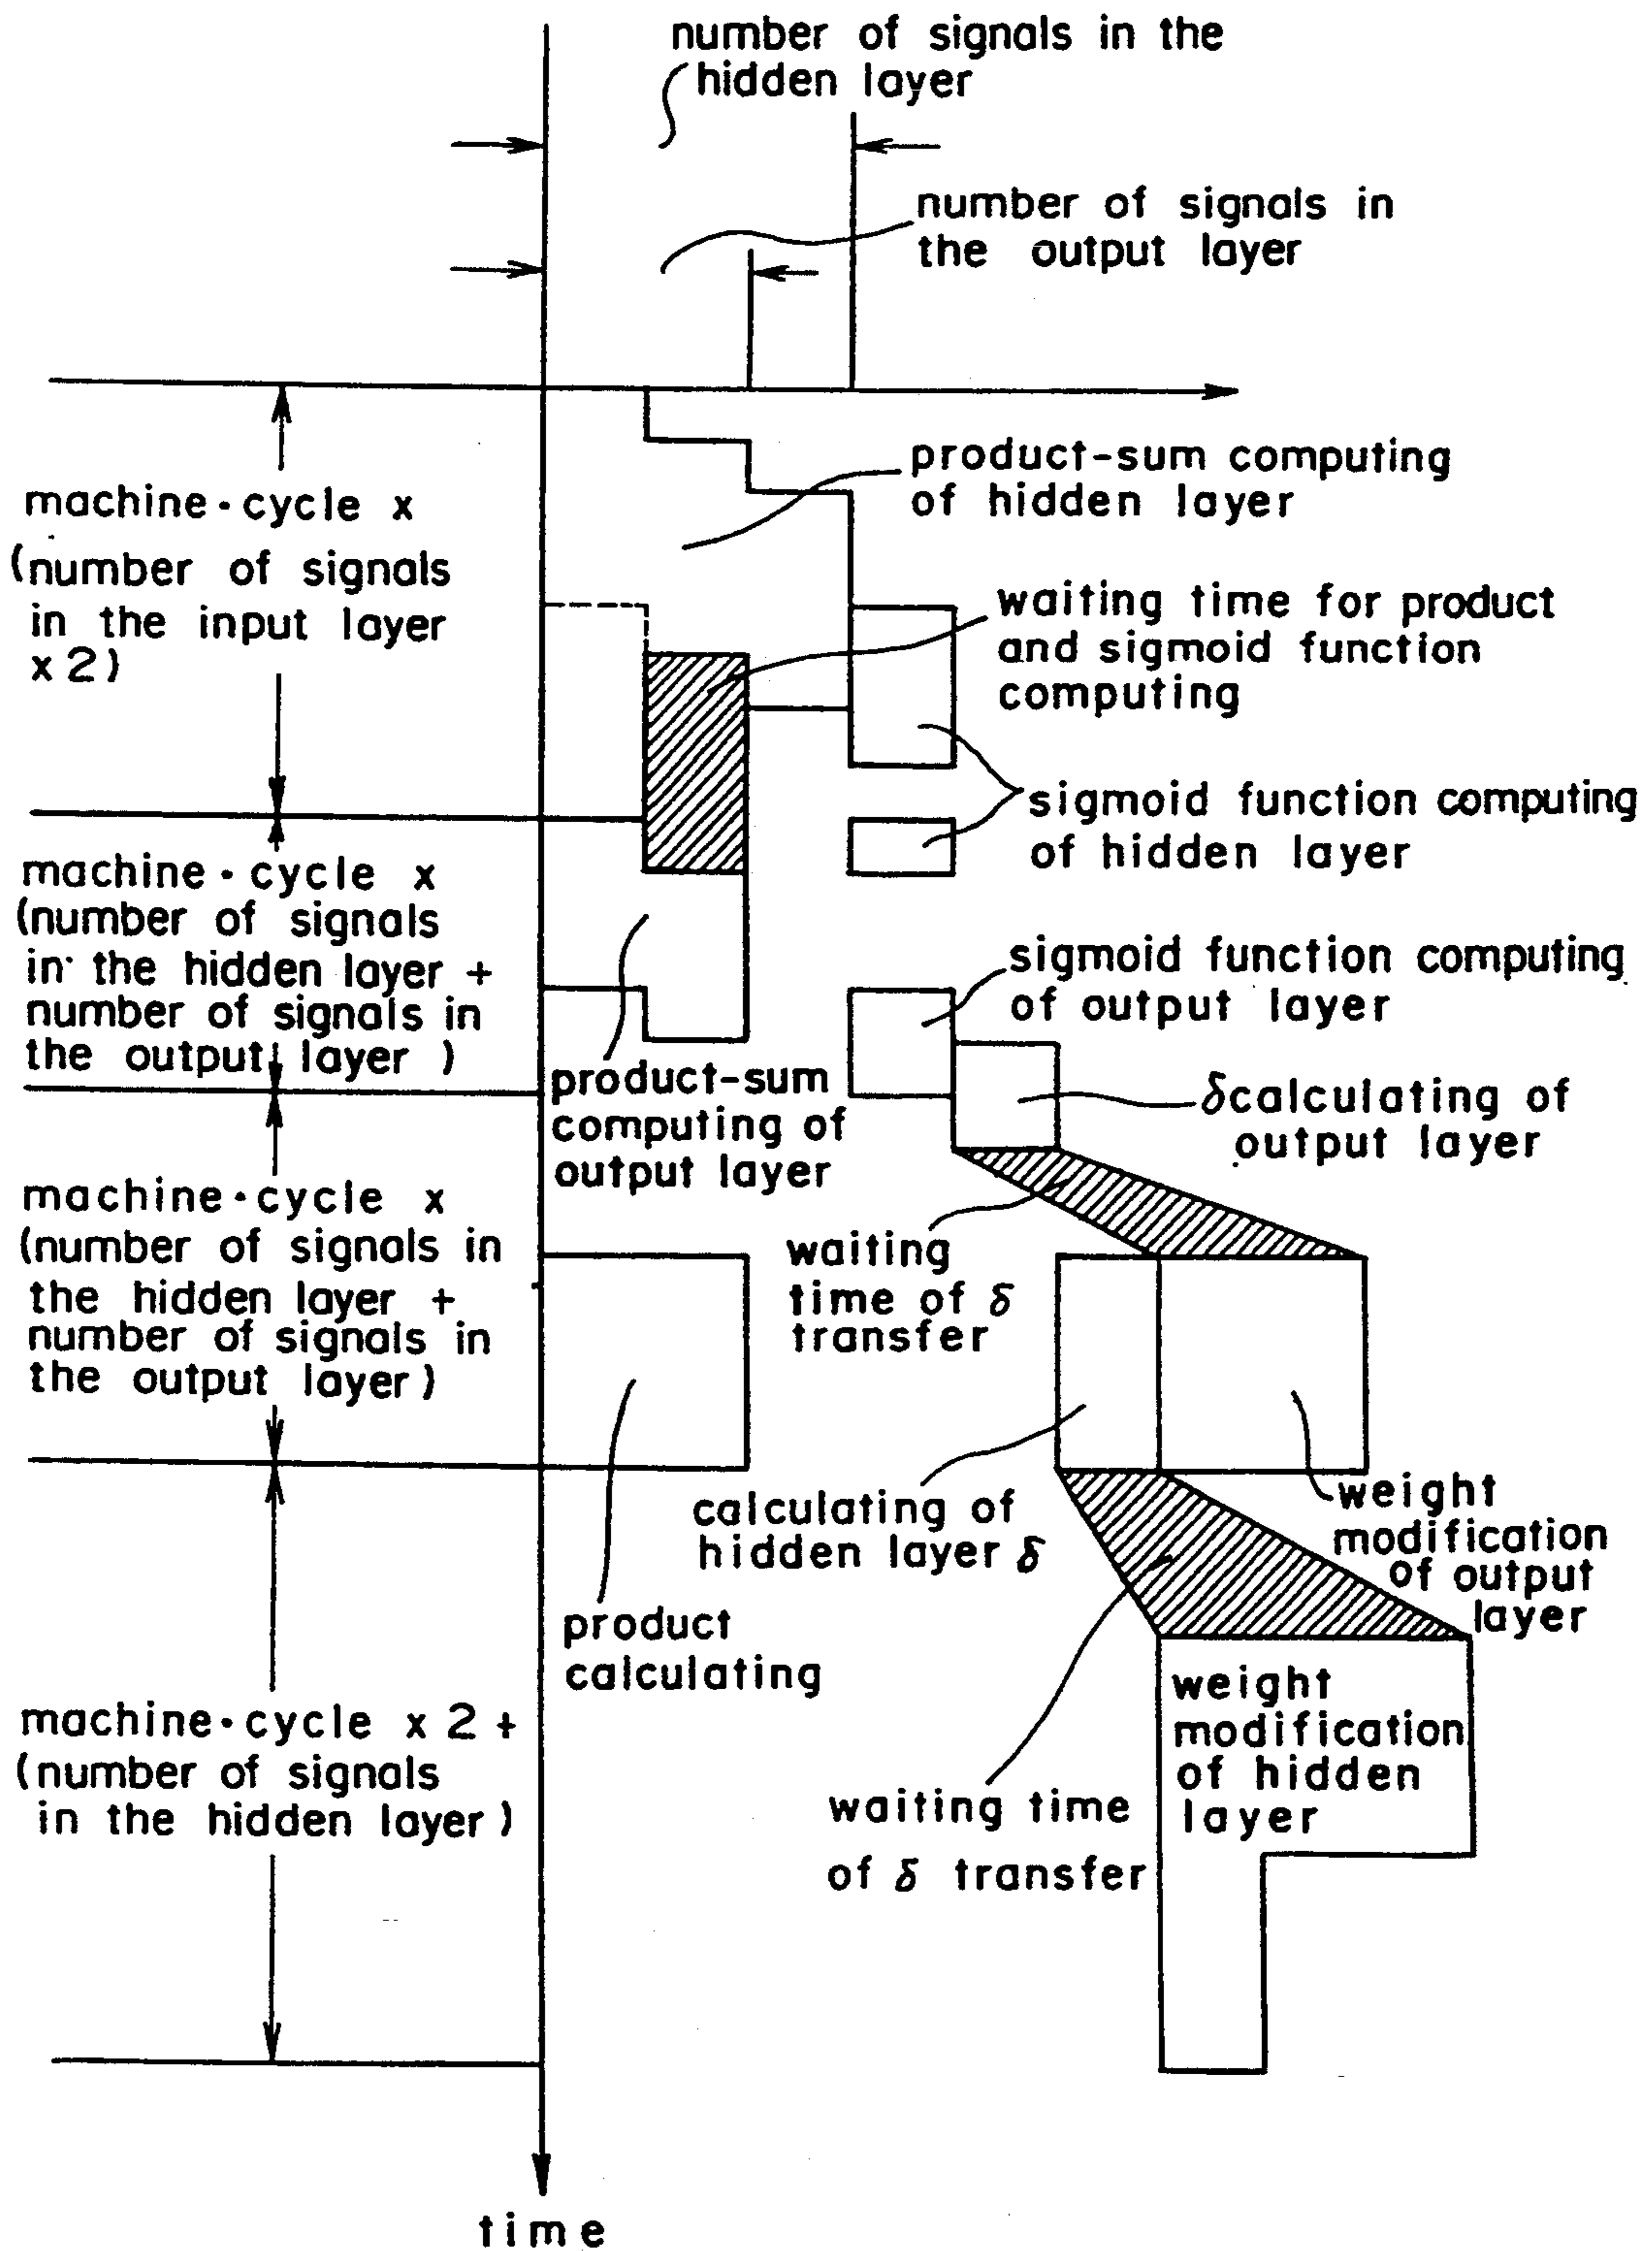 number of signals in the
hidden layer
number of signals in
the output layer
product-sum computing
of hidden layer
machine·cycle x
(number of signals
in the input layer
x 2)
waiting time for product
and sigmoid function
computing
sigmoid function computing
of hidden layer
machine·cycle x
(number of signals
in the hidden layer +
number of signals in
the output layer )
sigmoid function computing
of output layer
product-sum
computing of
output layer
δcalculating of
output layer
machine·cycle x
(number of signals in
the hidden layer +
number of signals in
the output layer)
waiting
time of δ
transfer
calculating of
hidden layer δ
weight
modification
of output
layer
product
calculating
machine·cycle x 2 +
(number of signals
in the hidden layer )
weight
modification
of hidden
layer
waiting time
of δ transfer
time